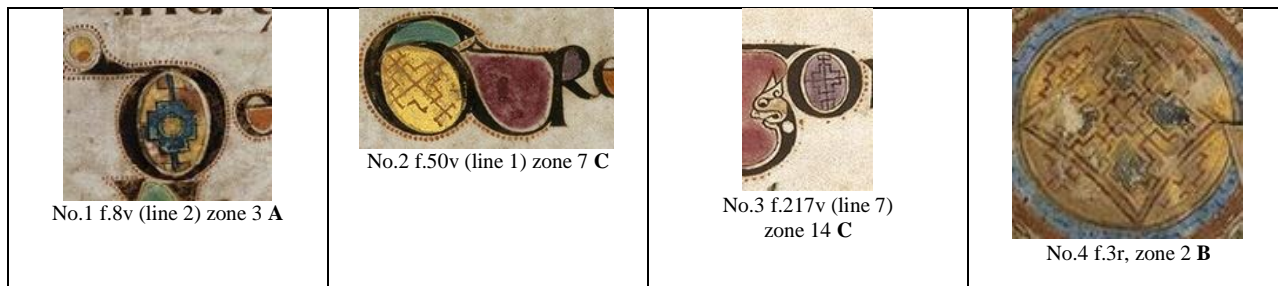 No.1 f.8v (line 2) zone 3 A
No.2 f.50v (line 1) zone 7 C
No.3 f.217v (line 7)
zone 14 C
No.4 f.3r, zone 2 B